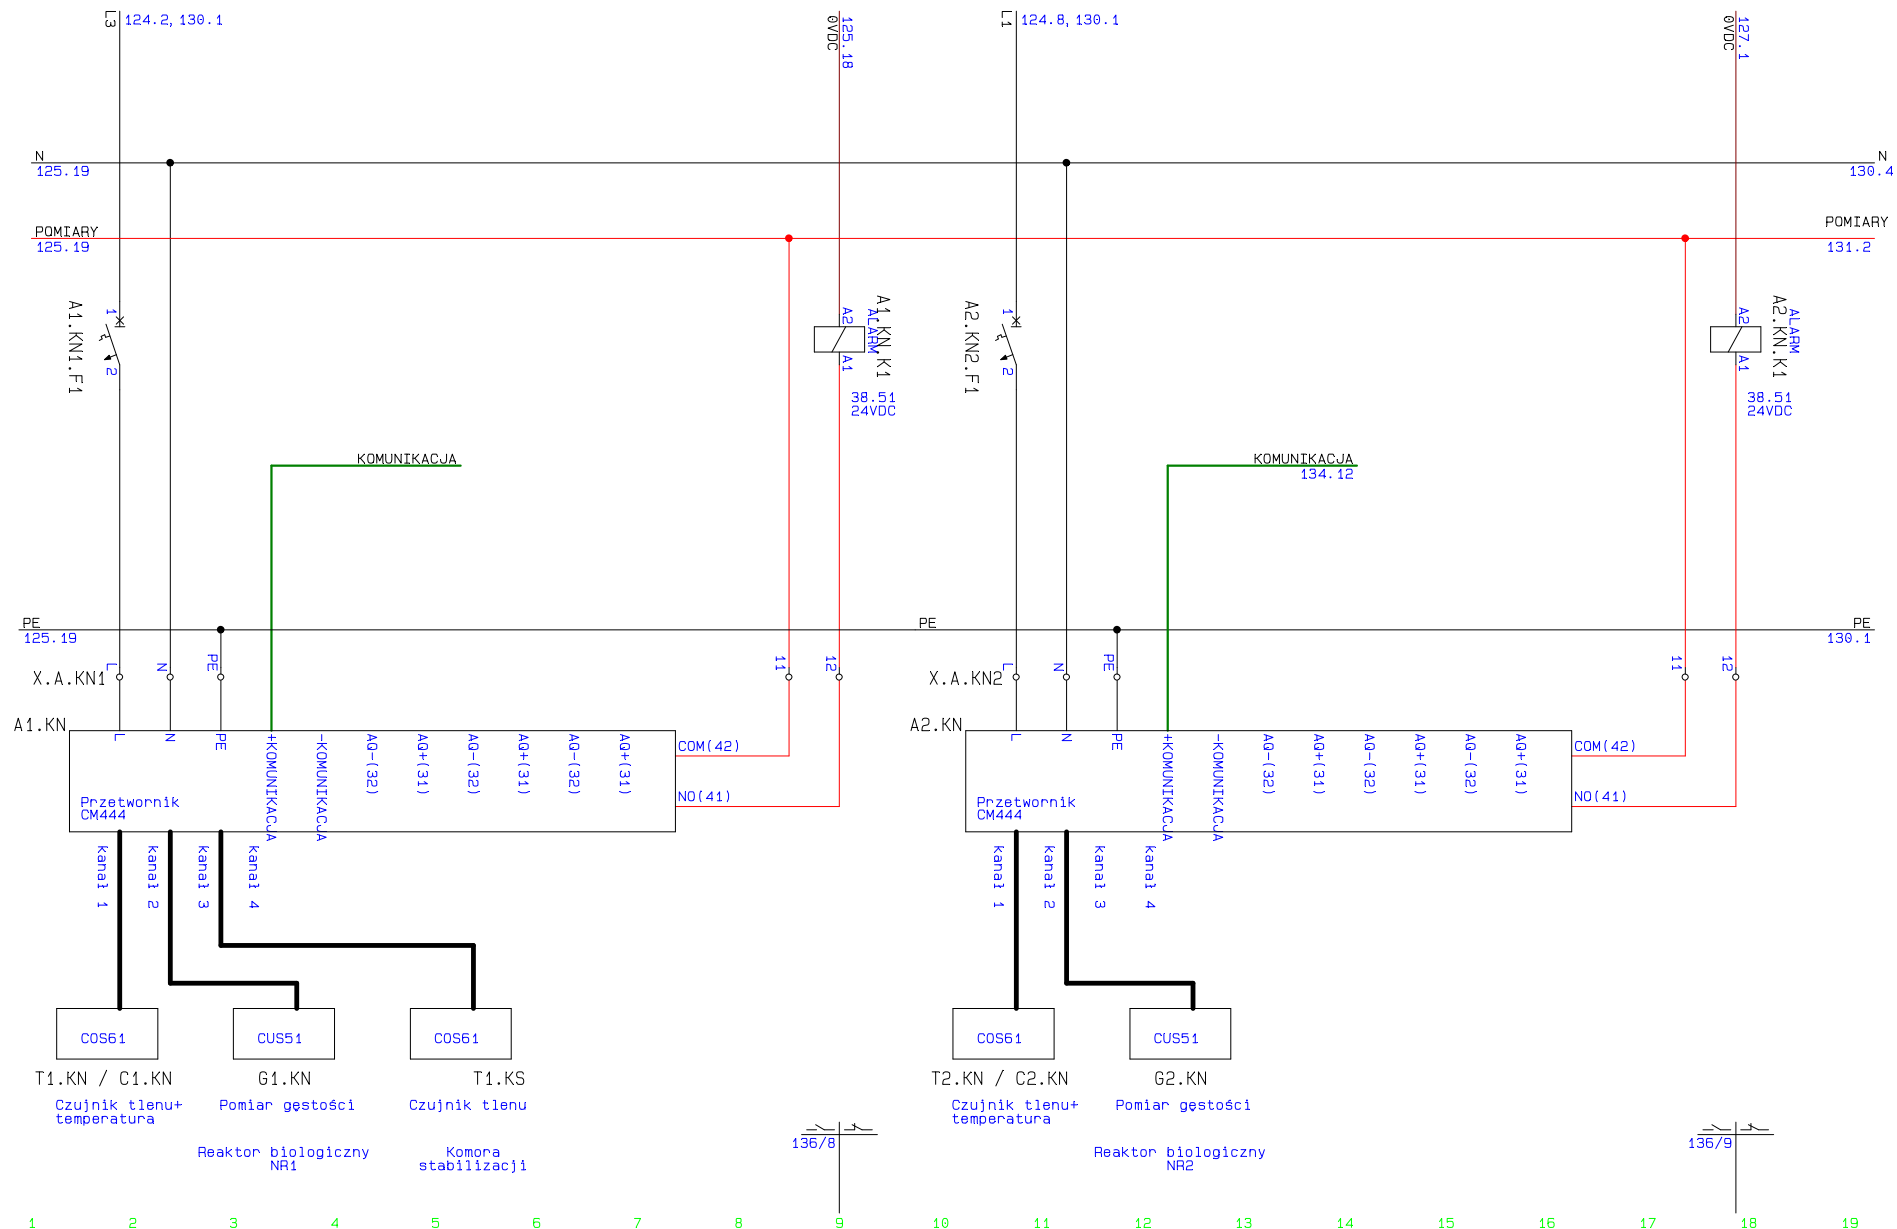 L3
124.2, 130.1
0VDC
125.18
L1
124.8, 130.1
0VDC
127.1
N
125.19
N
130.4
POMIARY
125.19
POMIARY
131.2
A1.KN1.F1
1
2
A2
A1
A1.KN.K1
ALARM
38.51
24VDC
A2.KN2.F1
1
2
A2
A1
A2.KN.K1
ALARM
38.51
24VDC
KOMUNIKACJA
KOMUNIKACJA
134.12
PE
125.19
PE
PE
130.1
X.A.KN1
L
N
PE
11
12
X.A.KN2
L
N
PE
11
12
A1.KN
L
N
PE
+KOMUNIKACJA
-KOMUNIKACJA
AQ-(32)
AQ+(31)
AQ-(32)
AQ+(31)
AQ-(32)
AQ+(31)
COM(42)
NO(41)
Przetwornik
CM444
A2.KN
L
N
PE
+KOMUNIKACJA
-KOMUNIKACJA
AQ-(32)
AQ+(31)
AQ-(32)
AQ+(31)
AQ-(32)
AQ+(31)
COM(42)
NO(41)
Przetwornik
CM444
kanał 1
kanał 2
kanał 3
kanał 4
kanał 1
kanał 2
kanał 3
kanał 4
COS61
CUS51
COS61
COS61
CUS51
T1.KN / C1.KN
G1.KN
T1.KS
T2.KN / C2.KN
G2.KN
Czujnik tlenu+
temperatura
Pomiar gęstości
Czujnik tlenu
Czujnik tlenu+
temperatura
Pomiar gęstości
Reaktor biologiczny
NR1
Komora
stabilizacji
136/8
Reaktor biologiczny
NR2
136/9
1 2 3 4 5 6 7 8 9 10 11 12 13 14 15 16 17 18 19